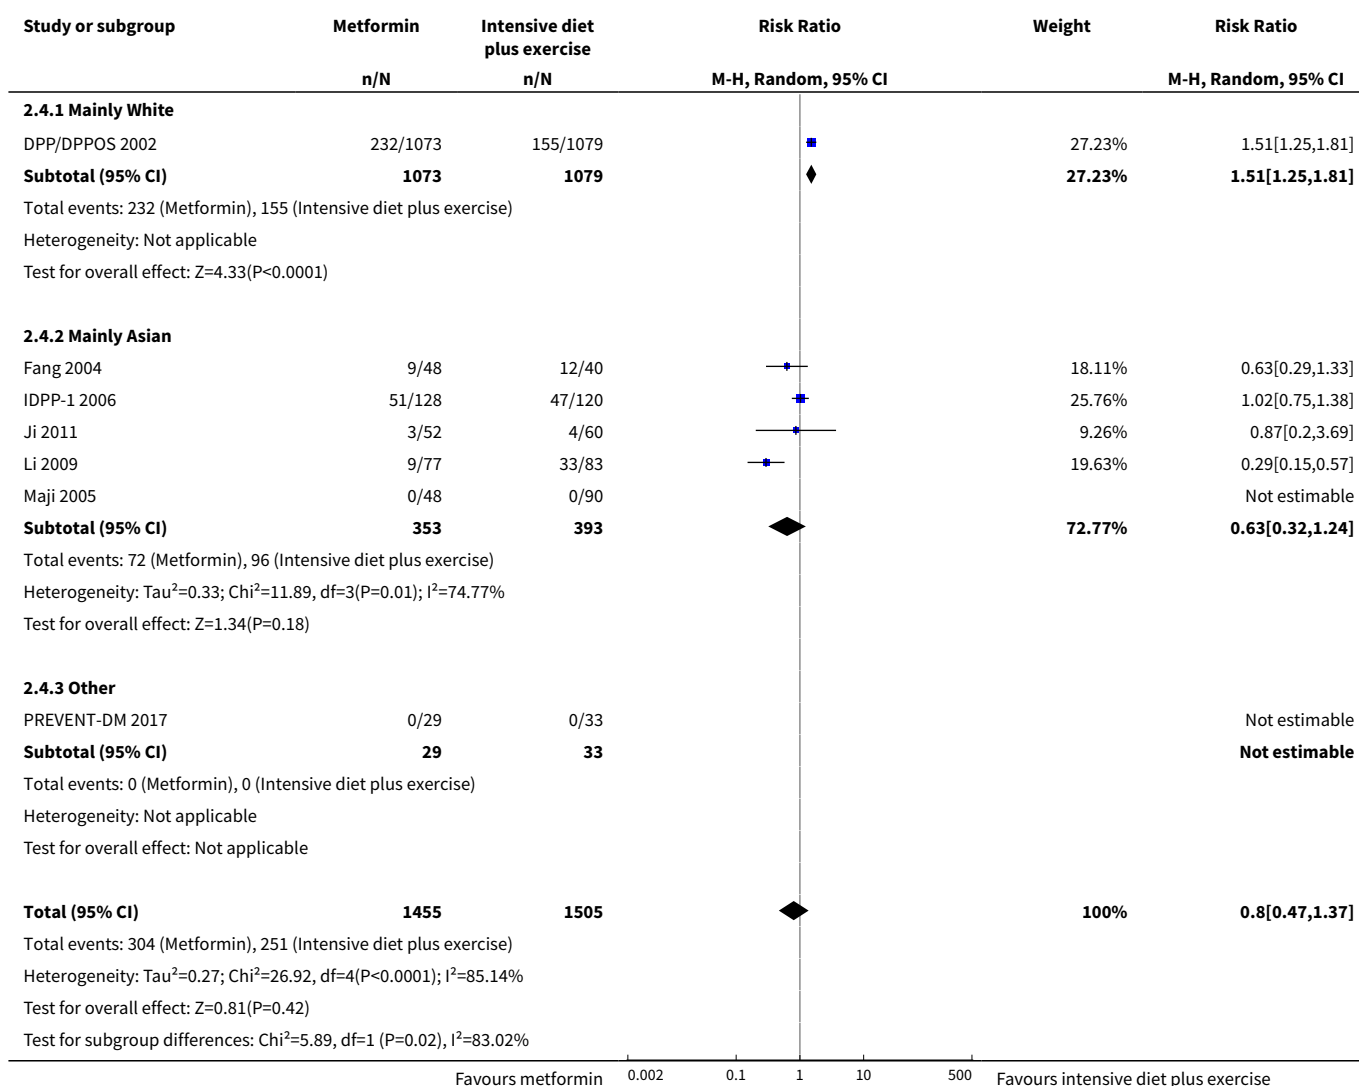 Study or subgroup Metformin Intensive diet plus exercise Risk Ratio Weight Risk Ratio
n/N n/N M-H, Random, 95% CI M-H, Random, 95% CI
2.4.1 Mainly White
DPP/DPPOS 2002 232/1073 155/1079 27.23% 1.51[1.25,1.81]
Subtotal (95% CI) 1073 1079 27.23% 1.51[1.25,1.81]
Total events: 232 (Metformin), 155 (Intensive diet plus exercise)
Heterogeneity: Not applicable
Test for overall effect: Z=4.33(P<0.0001)
2.4.2 Mainly Asian
Fang 2004 9/48 12/40 18.11% 0.63[0.29,1.33]
IDPP-1 2006 51/128 47/120 25.76% 1.02[0.75,1.38]
Ji 2011 3/52 4/60 9.26% 0.87[0.2,3.69]
Li 2009 9/77 33/83 19.63% 0.29[0.15,0.57]
Maji 2005 0/48 0/90 Not estimable
Subtotal (95% CI) 353 393 72.77% 0.63[0.32,1.24]
Total events: 72 (Metformin), 96 (Intensive diet plus exercise)
Heterogeneity: Tau²=0.33; Chi²=11.89, df=3(P=0.01); I²=74.77%
Test for overall effect: Z=1.34(P=0.18)
2.4.3 Other
PREVENT-DM 2017 0/29 0/33 Not estimable
Subtotal (95% CI) 29 33 Not estimable
Total events: 0 (Metformin), 0 (Intensive diet plus exercise)
Heterogeneity: Not applicable
Test for overall effect: Not applicable
Total (95% CI) 1455 1505 100% 0.8[0.47,1.37]
Total events: 304 (Metformin), 251 (Intensive diet plus exercise)
Heterogeneity: Tau²=0.27; Chi²=26.92, df=4(P<0.0001); I²=85.14%
Test for overall effect: Z=0.81(P=0.42)
Test for subgroup differences: Chi²=5.89, df=1 (P=0.02), I²=83.02%
Favours metformin 0.002 0.1 1 10 500 Favours intensive diet plus exercise